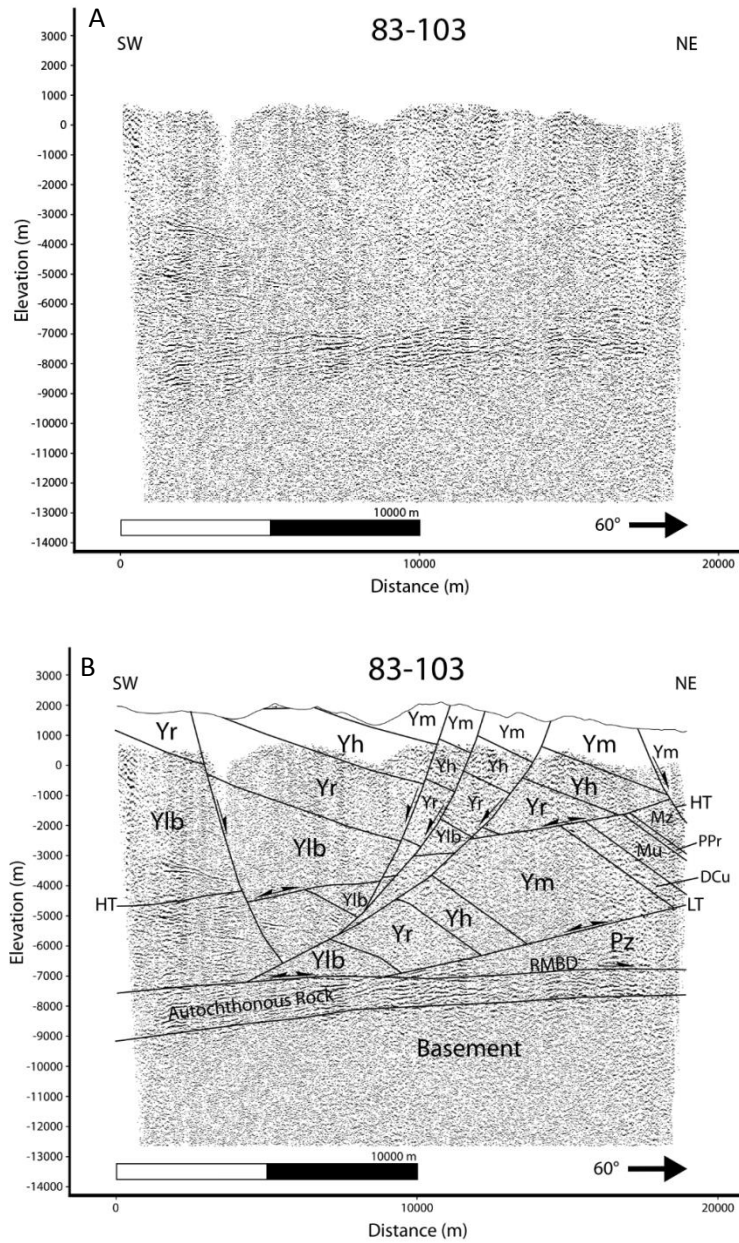 A
83-103
SW
NE
3000
2000
1000
0
-1000
-2000
-3000
-4000
-5000
-6000
-7000
-8000
-9000
-10000
-11000
-12000
-13000
-14000
Elevation (m)
10000 m
60°
0
10000
20000
Distance (m)
B
83-103
SW
NE
3000
2000
1000
0
-1000
-2000
-3000
-4000
-5000
-6000
-7000
-8000
-9000
-10000
-11000
-12000
-13000
-14000
Elevation (m)
Yr
Yh
Ym
Ym
Ym
Ym
Ym
Yh
Yh
Yh
Yr
Yr
Yr
Yr
HT
Mz
Ylb
Ylb
Ylb
PPr
Mu
Ym
DCu
HT
Ylb
LT
Yr
Yh
Pz
Ylb
RMBD
Autochthonous Rock
Basement
10000 m
60°
0
10000
20000
Distance (m)